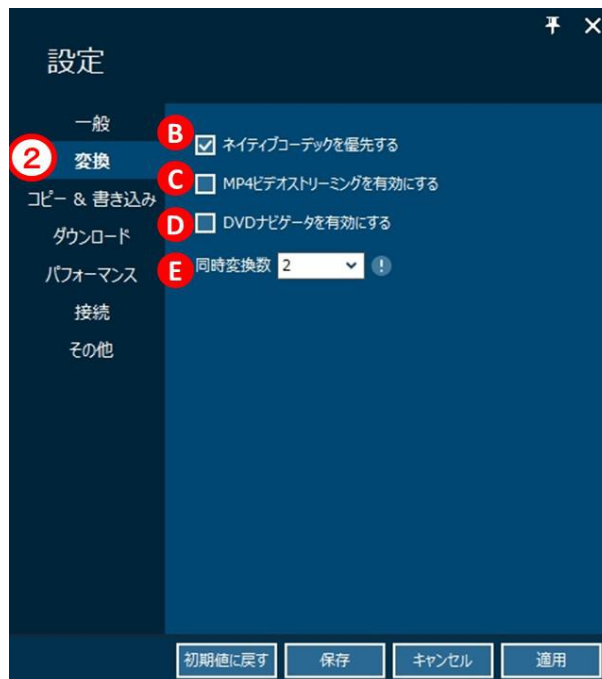 設定
一般
② 変換
コピー & 書き込み
ダウンロード
パフォーマンス
接続
その他
B ネイティブコーデックを優先する
C MP4ビデオストリーミングを有効にする
D DVDナビゲータを有効にする
E 同時変換数 2 !
初期値に戻す 保存 キャンセル 適用